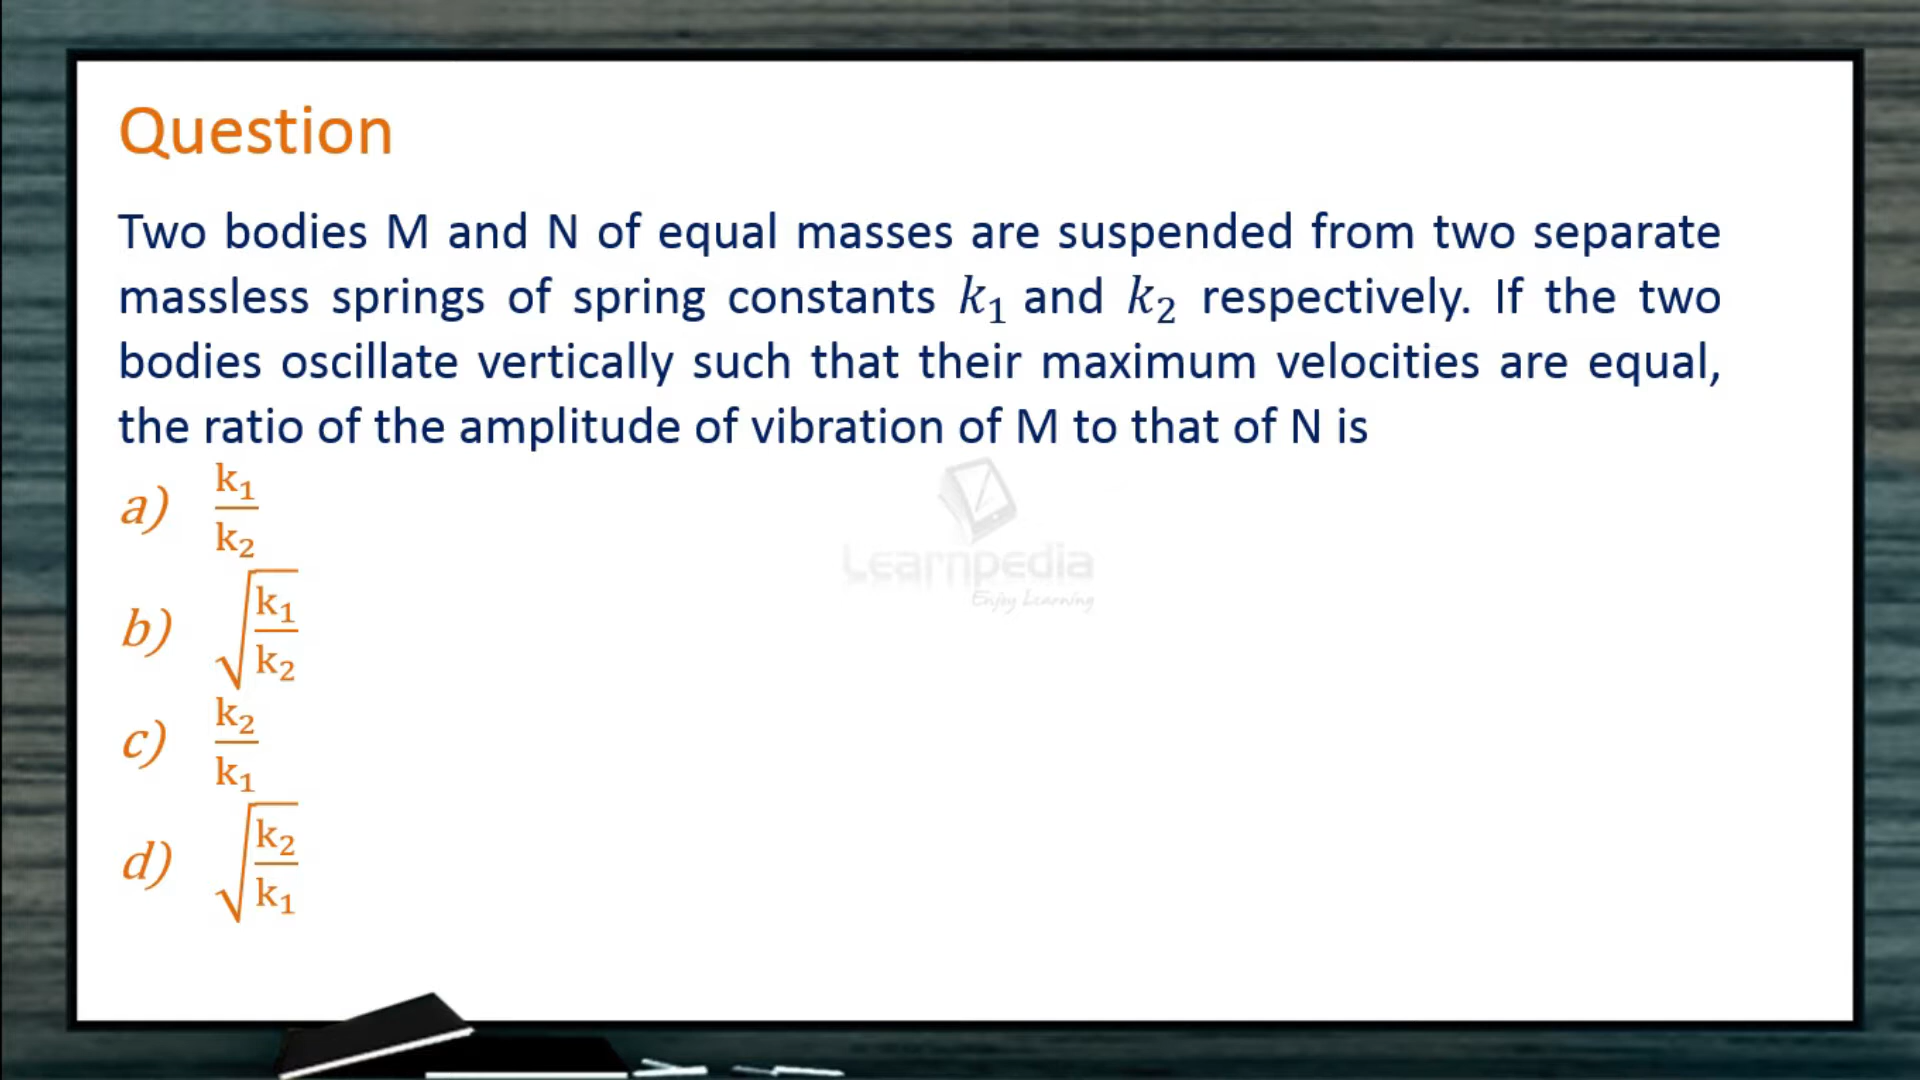 Question
Two bodies M and N of equal masses are suspended from two separate
massless springs of spring constants k₁ and k₂ respectively. If the two
bodies oscillate vertically such that their maximum velocities are equal,
the ratio of the amplitude of vibration of M to that of N is
a) k₁/k₂
b) √(k₁/k₂)
c) k₂/k₁
d) √(k₂/k₁)
Learnpedia
Enjoy Learning